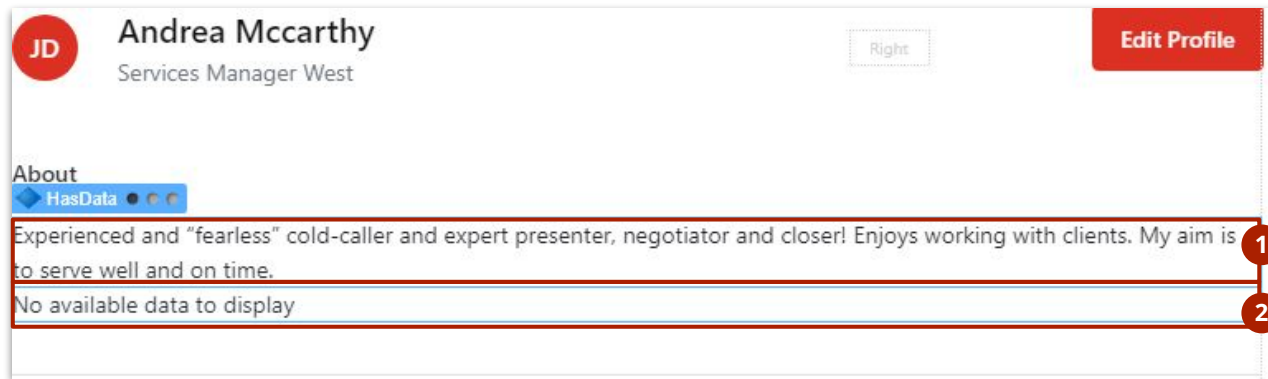 JD
Andrea Mccarthy
Services Manager West
Right
Edit Profile
About
HasData
Experienced and “fearless” cold-caller and expert presenter, negotiator and closer! Enjoys working with clients. My aim is
1
to serve well and on time.
No available data to display
2